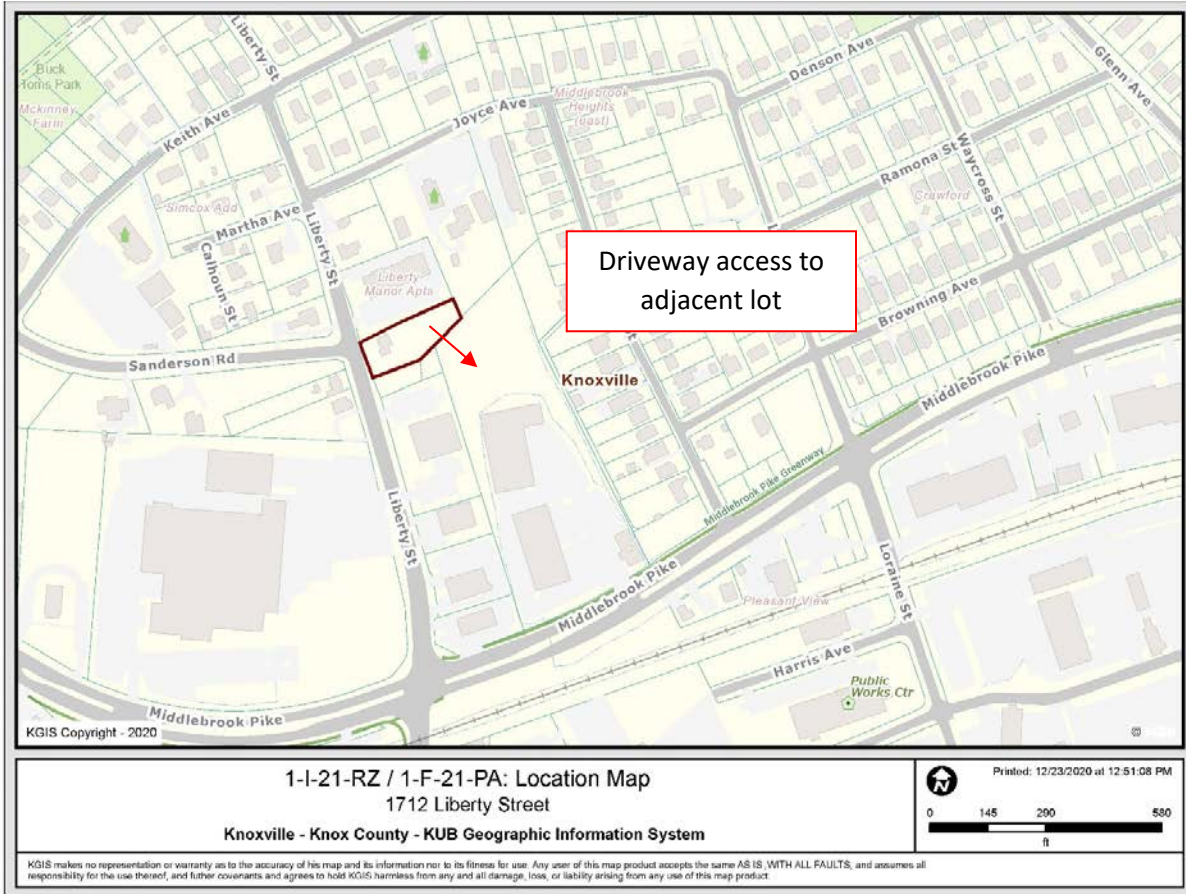 Buck
Toms Park
Mckinney
Farm
Liberty St
Keith Ave
Joyce Ave
Middlebrook
Heights
(east)
Denson Ave
Glenn Ave
Waycross St
Ramona St
Crawford
Simcox Add
Martha Ave
Calhoun St
Liberty St
Liberty
Manor Apts
Driveway access to
adjacent lot
Browning Ave
Sanderson Rd
Knoxville
Middlebrook Pike
Middlebrook Pike Greenway
Liberty St
Middlebrook Pike
Loraine St
Pleasant View
Harris Ave
Public
Works Ctr
Middlebrook Pike
KGIS Copyright - 2020
©
1-I-21-RZ / 1-F-21-PA: Location Map
1712 Liberty Street
Knoxville - Knox County - KUB Geographic Information System
N
Printed: 12/23/2020 at 12:51:08 PM
0 145 290 580
ft
KGIS makes no representation or warranty as to the accuracy of his map and its information nor to its fitness for use. Any user of this map product accepts the same AS IS ,WITH ALL FAULTS, and assumes all
responsibility for the use thereof, and futher covenants and agrees to hold KGIS harmless from any and all damage, loss, or liability arising from any use of this map product.